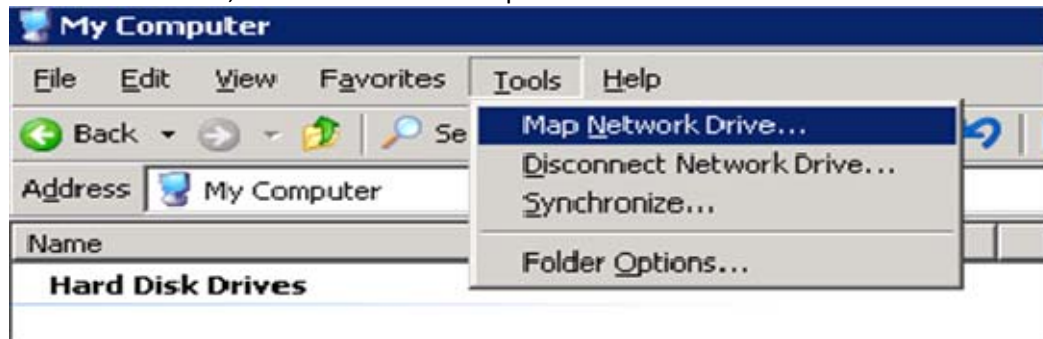 My Computer
File Edit View Favorites Tools Help
Back Se
Map Network Drive...
Disconnect Network Drive...
Address My Computer
Synchronize...
Name
Folder Options...
Hard Disk Drives